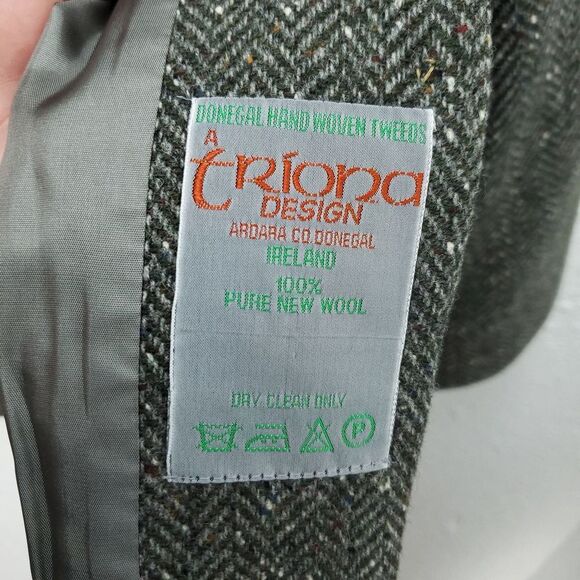 DONEGAL HAND WOVEN TWEEDS
A
tRíona
DESIGN
ARDARA CO. DONEGAL
IRELAND
100%
PURE NEW WOOL
DRY CLEAN ONLY
P